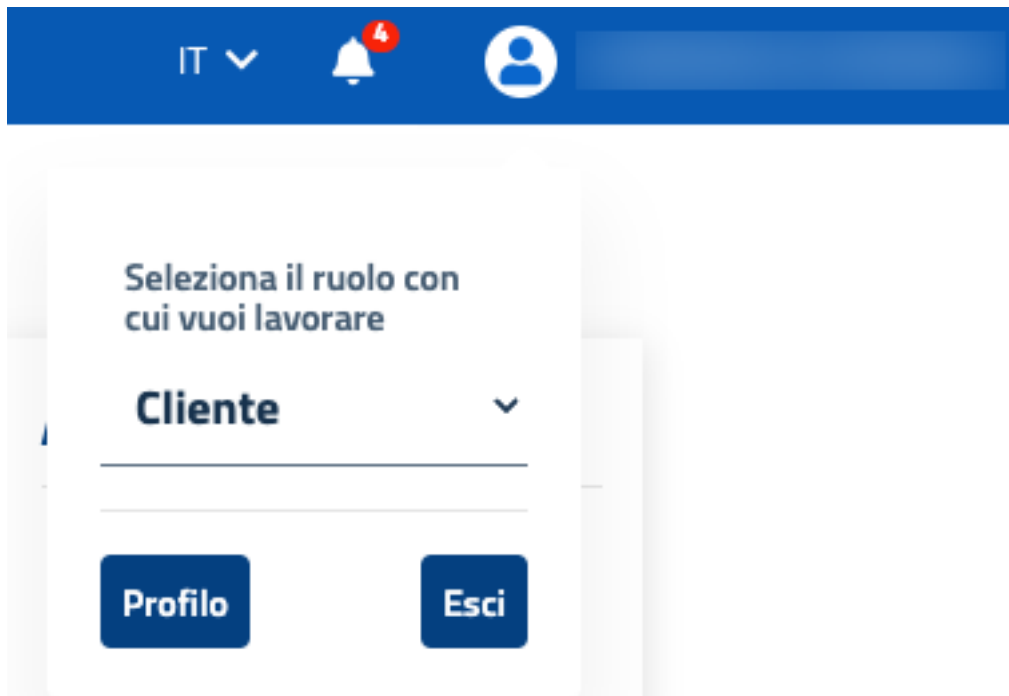 IT
4
Seleziona il ruolo con
cui vuoi lavorare
Cliente
Profilo
Esci